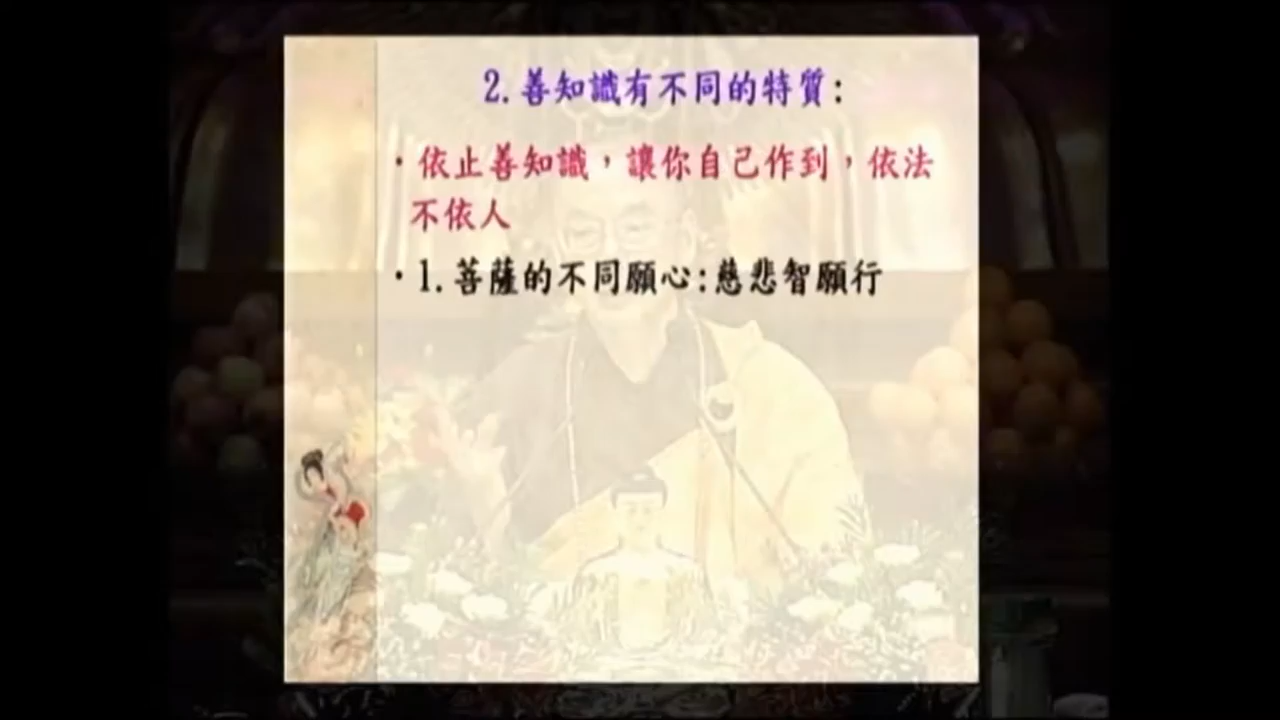 2.善知識有不同的特質:
·依止善知識,讓你自己作到,依法
不依人
·1.菩薩的不同願心:慈悲智願行